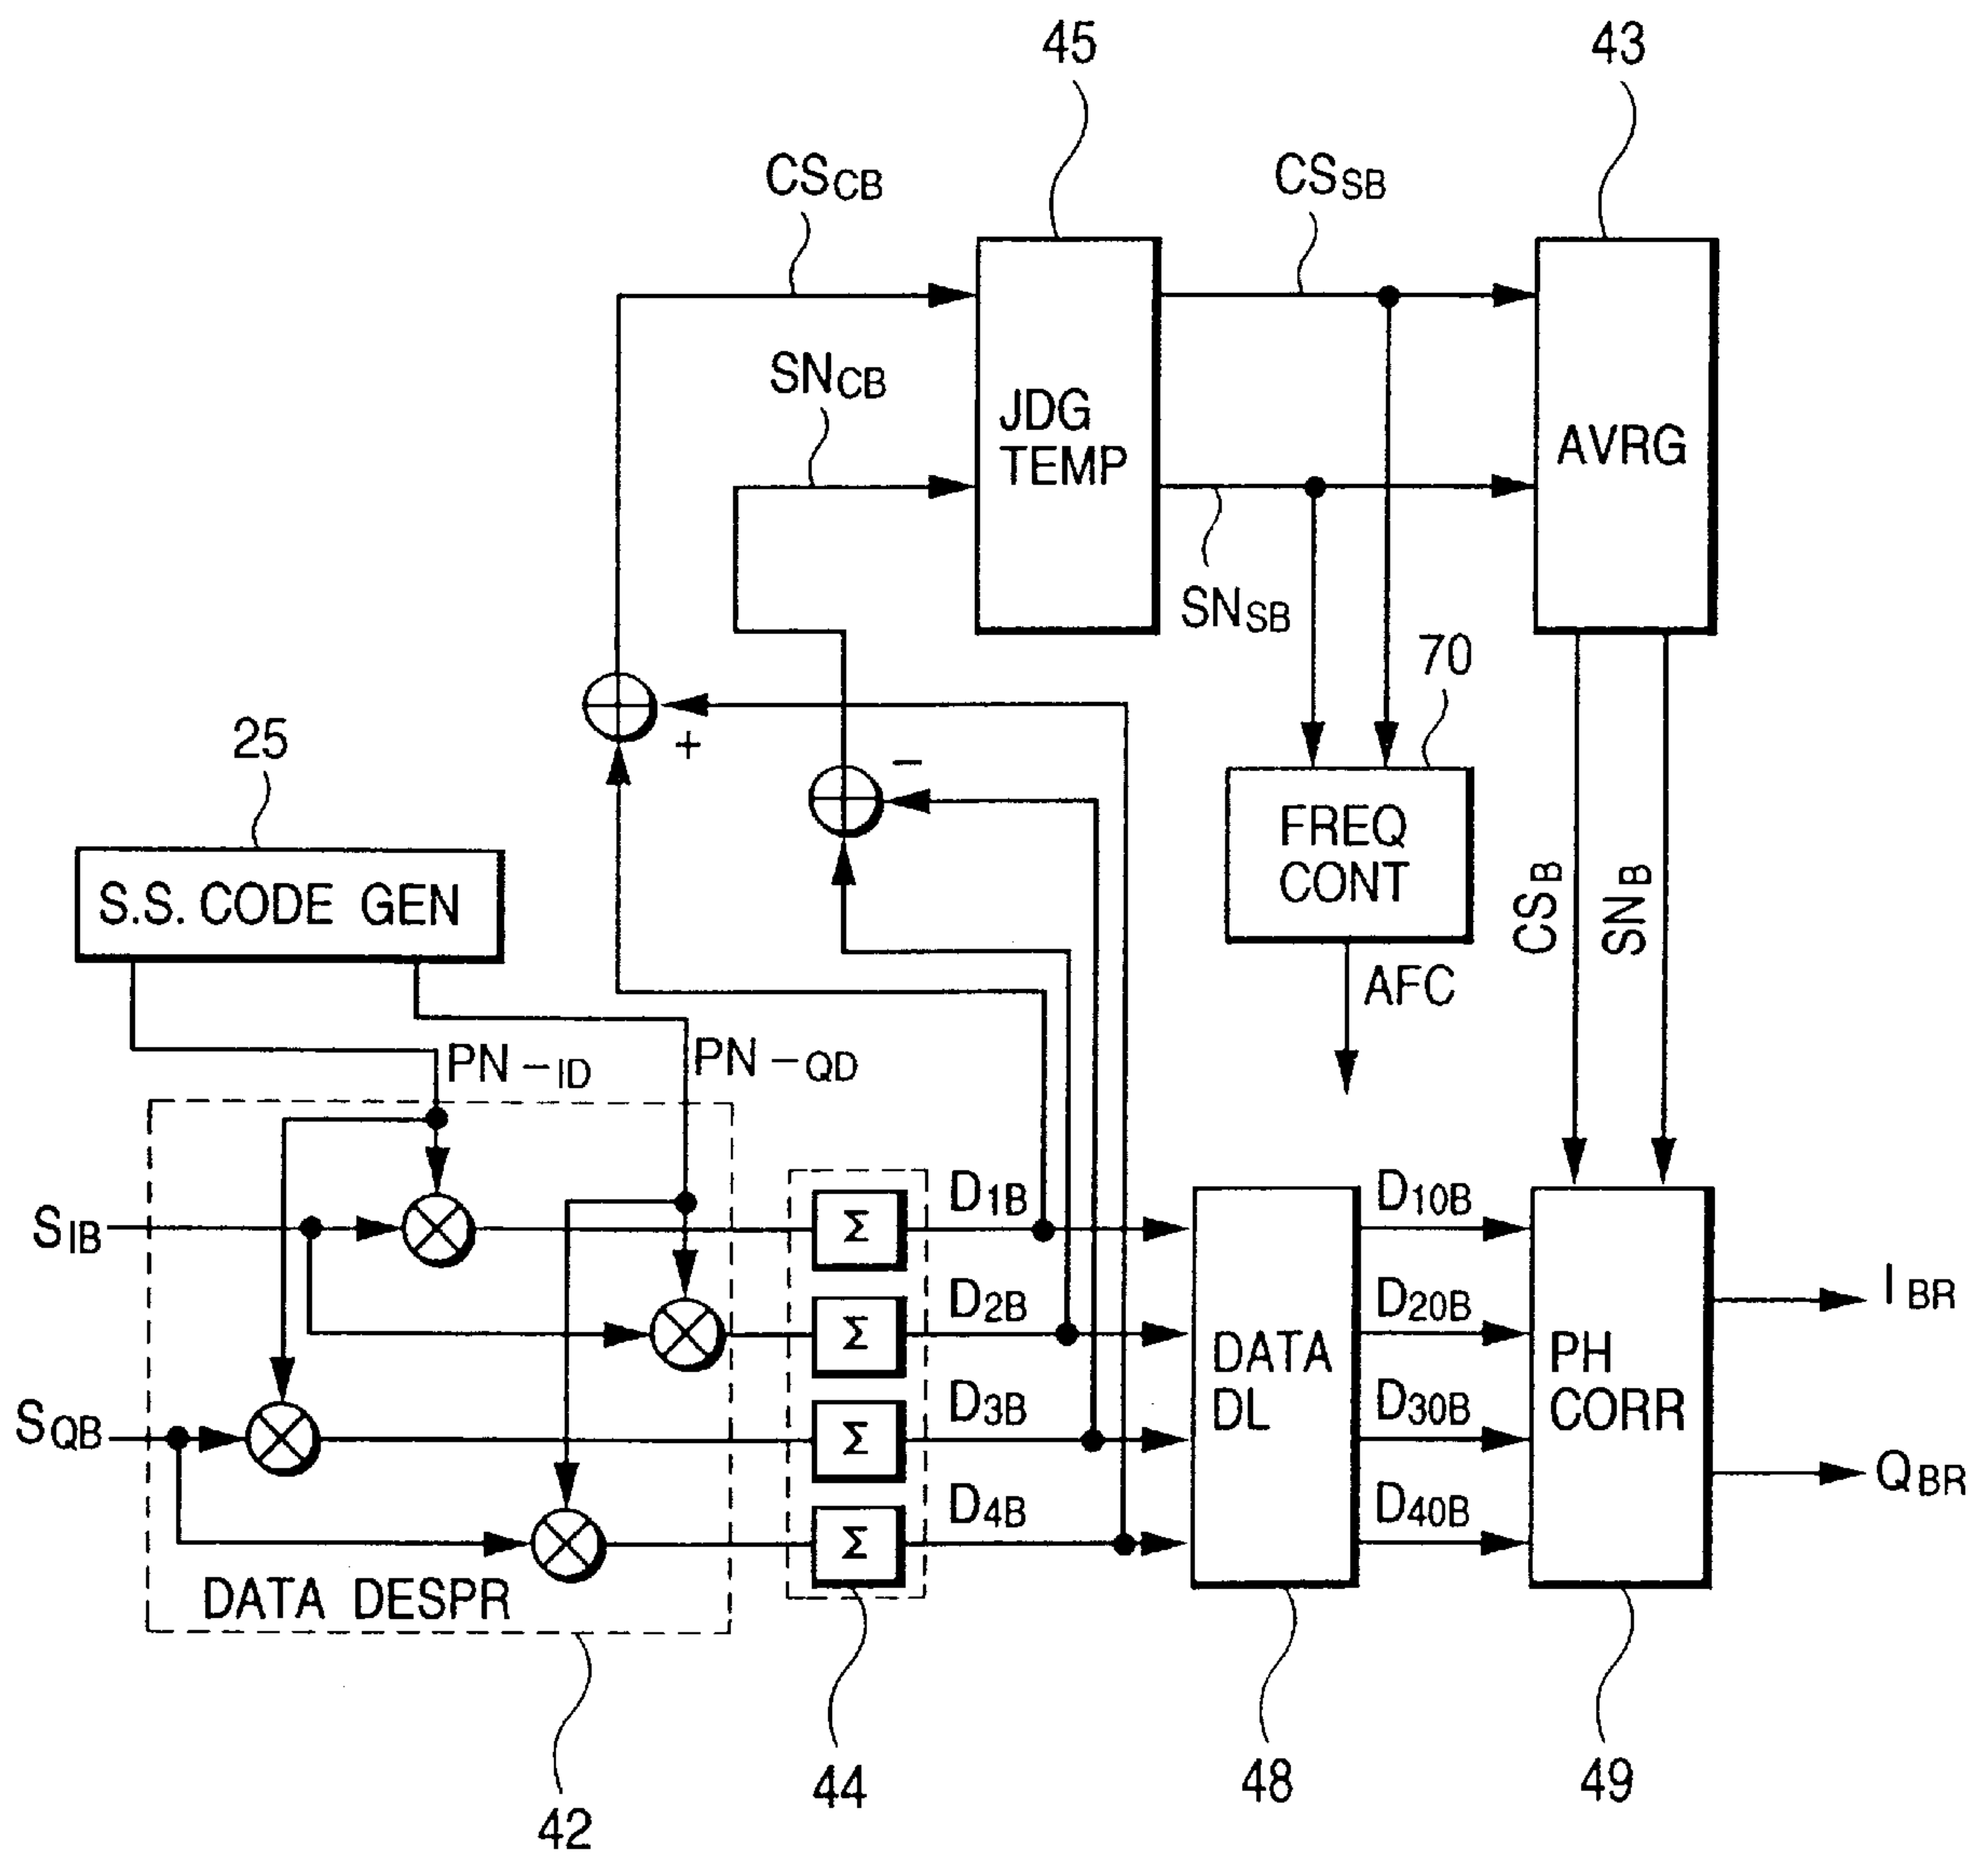 45
43
CSCB
CSSB
SNCB
JDG
TEMP
AVRG
SNSB
70
+
−
25
FREQ
CONT
S.S. CODE GEN
CSB
SNB
AFC
PN-ID
PN-QD
SIB
Σ
D1B
D10B
IBR
Σ
D2B
D20B
DATA
DL
PH
CORR
SQB
Σ
D3B
D30B
QBR
Σ
D4B
D40B
DATA DESPR
42
44
48
49